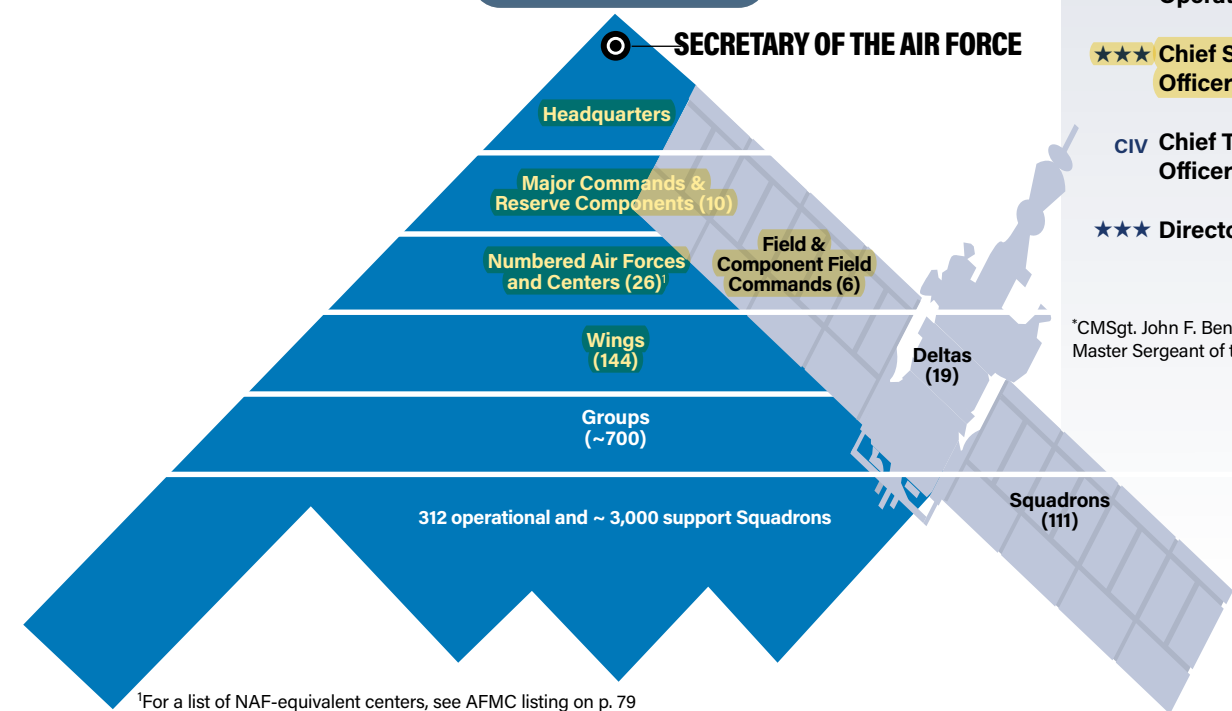 SECRETARY OF THE AIR FORCE
Headquarters
Major Commands &
Reserve Components (10)
Numbered Air Forces
and Centers (26)¹
Field &
Component Field
Commands (6)
Wings
(144)
Deltas
(19)
Groups
(~700)
312 operational and ~ 3,000 support Squadrons
Squadrons
(111)
¹For a list of NAF-equivalent centers, see AFMC listing on p. 79
★★★ Chief
Officer
CIV Chief
Officer
★★★
*CMSgt. John F.
Master Sergeant of